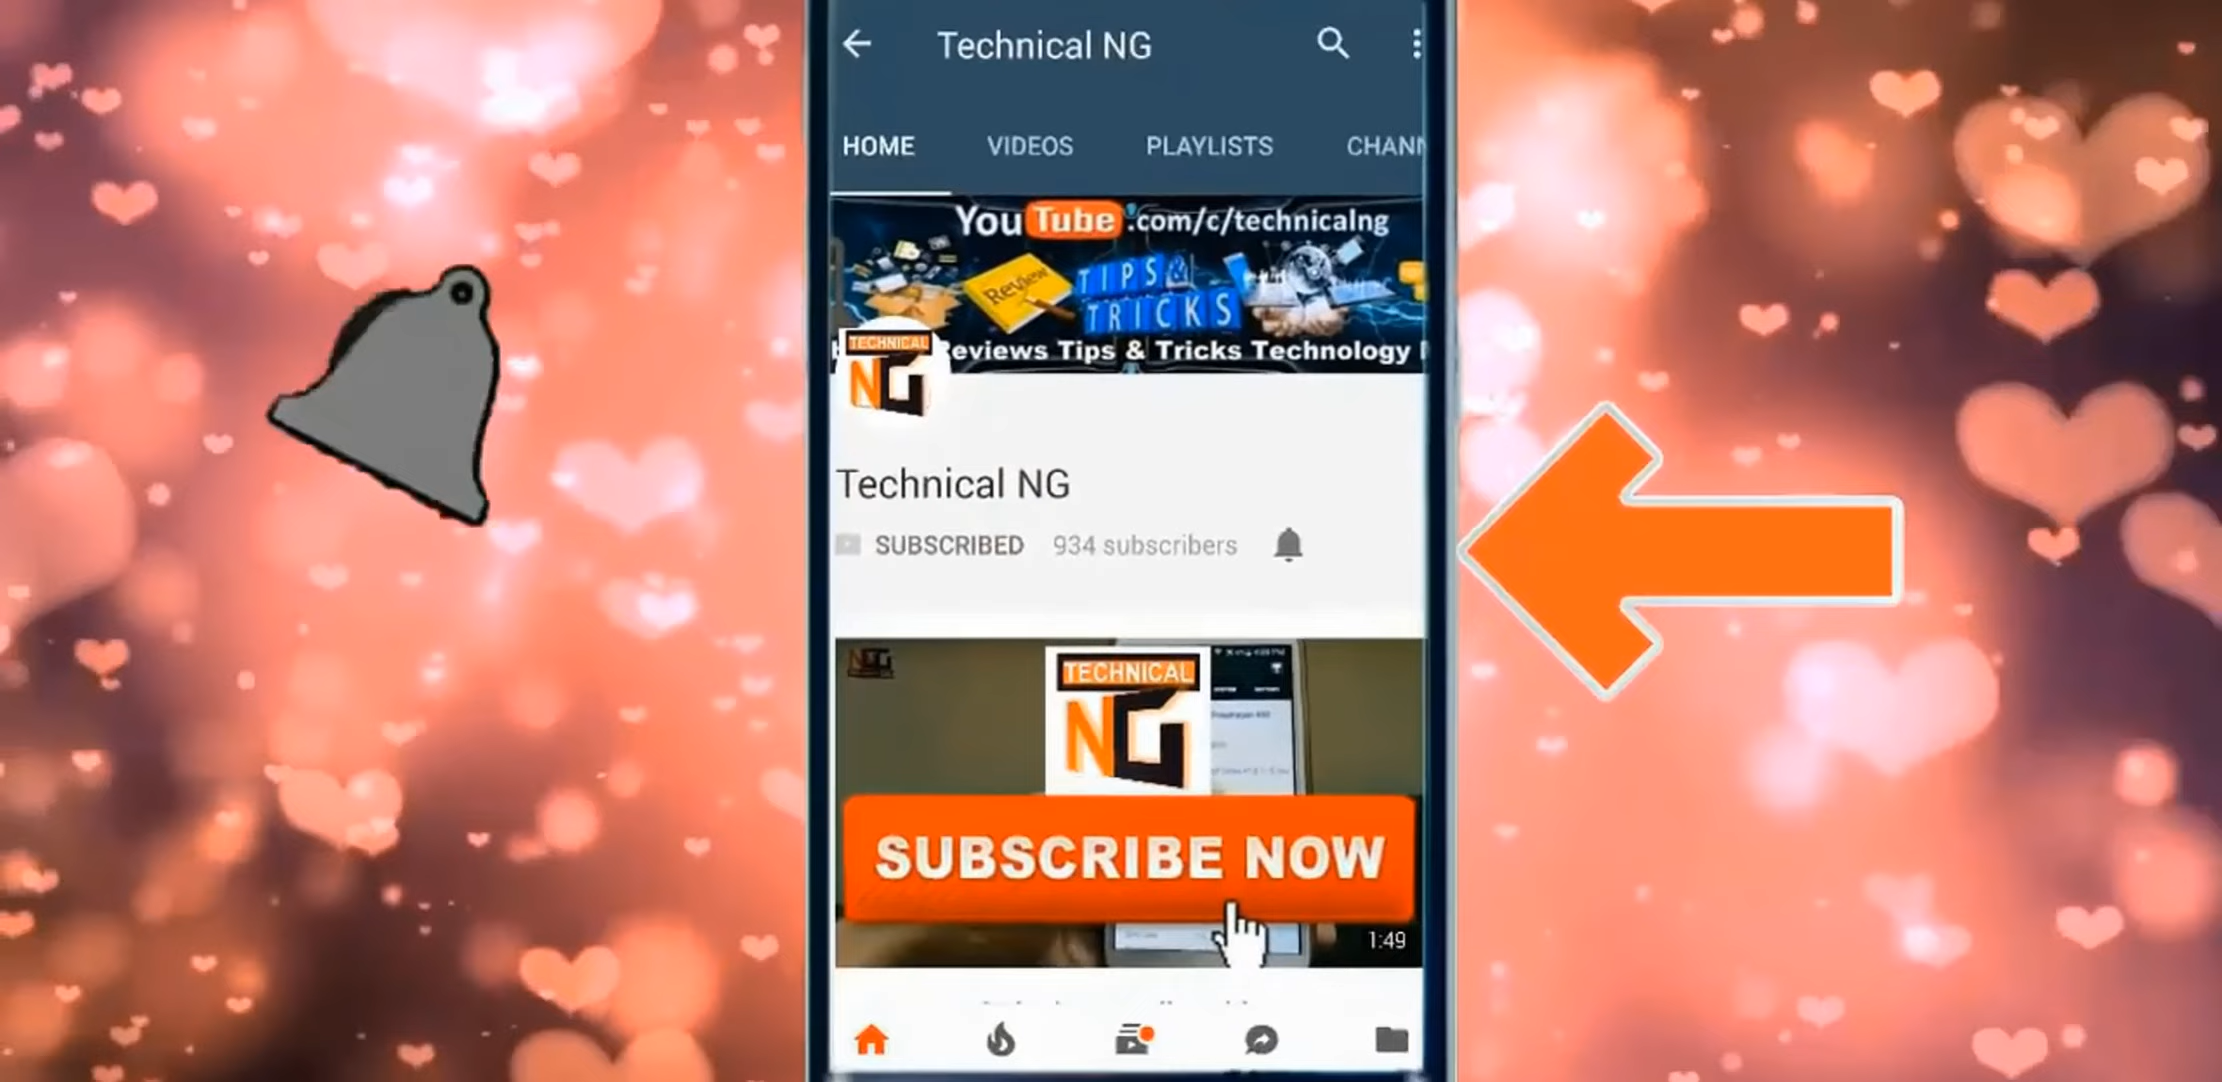 Technical NG
HOME VIDEOS PLAYLISTS CHANN
YouTube.com/c/technicalng
Review
TIPS &
TRICKS
TECHNICAL
NG
eviews Tips & Tricks Technology
Technical NG
SUBSCRIBED 934 subscribers
TECHNICAL
NG
SUBSCRIBE NOW
1:49